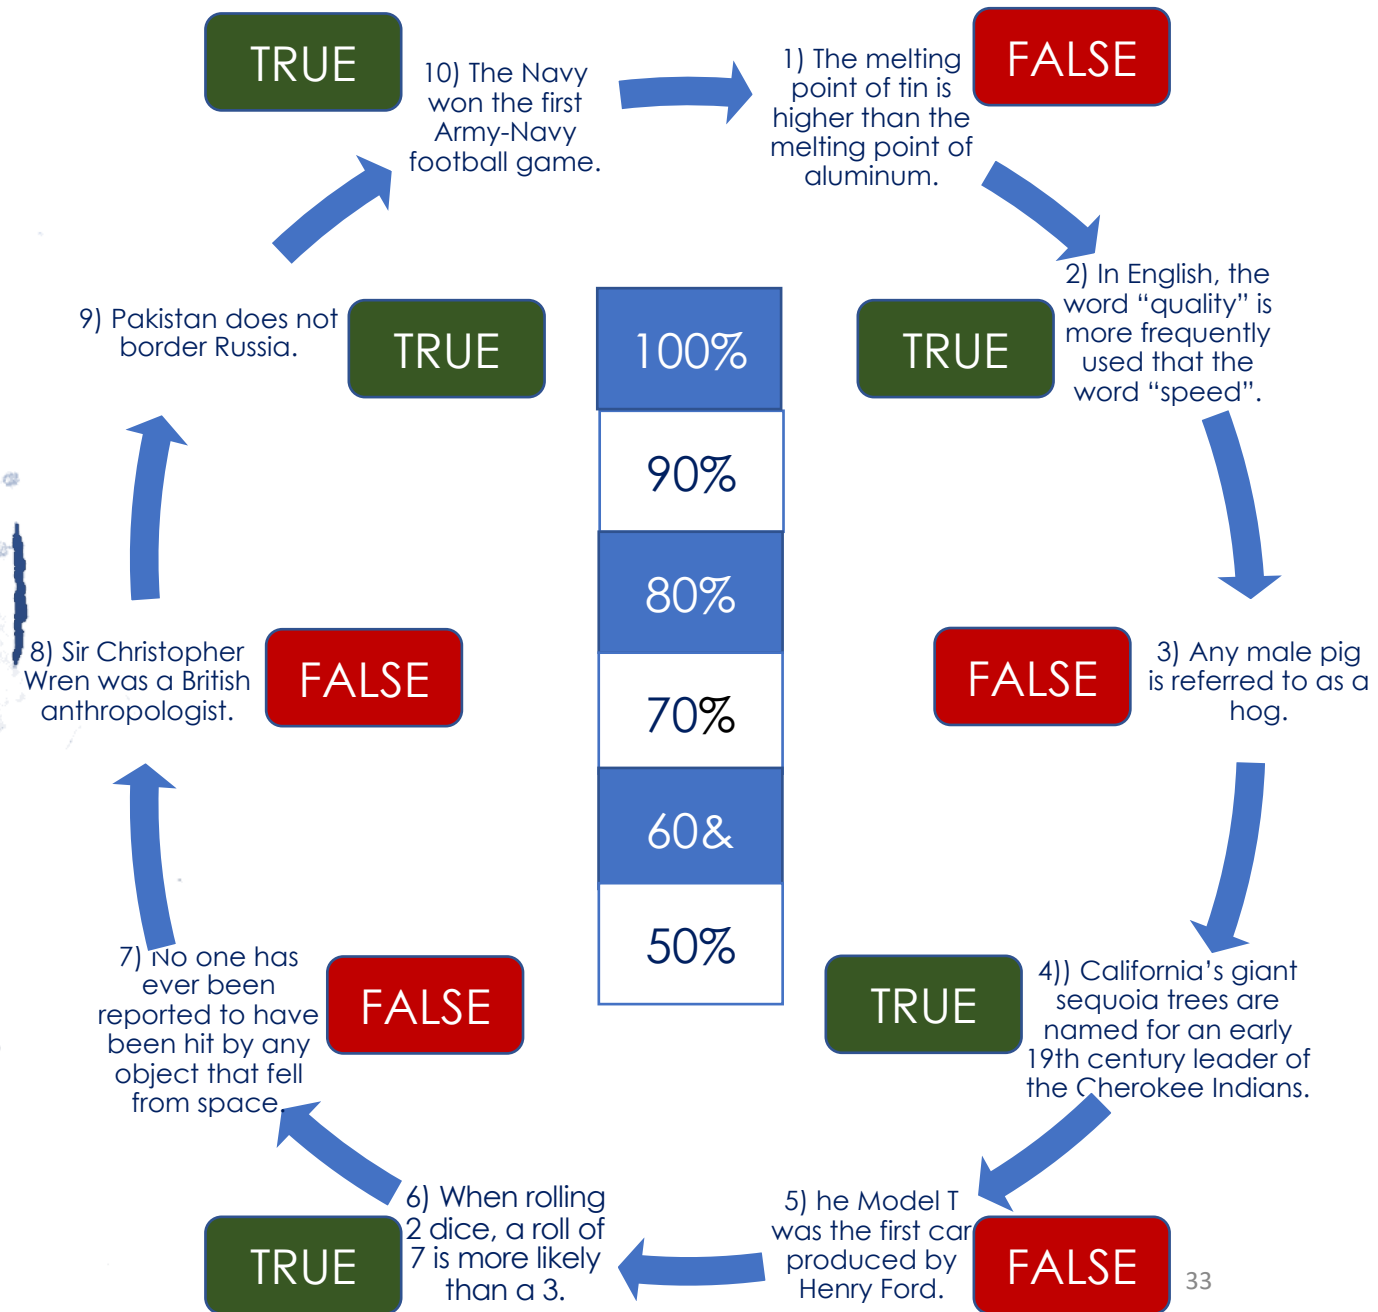 1) The melting
point of tin is
higher than the
melting point of
aluminum.
FALSE
2) In English, the
word “quality” is
more frequently
used that the
word “speed”.
TRUE
3) Any male pig
is referred to as a
hog.
FALSE
4)) California’s giant
sequoia trees are
named for an early
19th century leader of
the Cherokee Indians.
TRUE
5) he Model T
was the first car
produced by
Henry Ford.
FALSE
6) When rolling
2 dice, a roll of
7 is more likely
than a 3.
TRUE
7) No one has
ever been
reported to have
been hit by any
object that fell
from space.
FALSE
8) Sir Christopher
Wren was a British
anthropologist.
FALSE
9) Pakistan does not
border Russia.
TRUE
10) The Navy
won the first
Army-Navy
football game.
TRUE
100%
90%
80%
70%
60&
50%
33